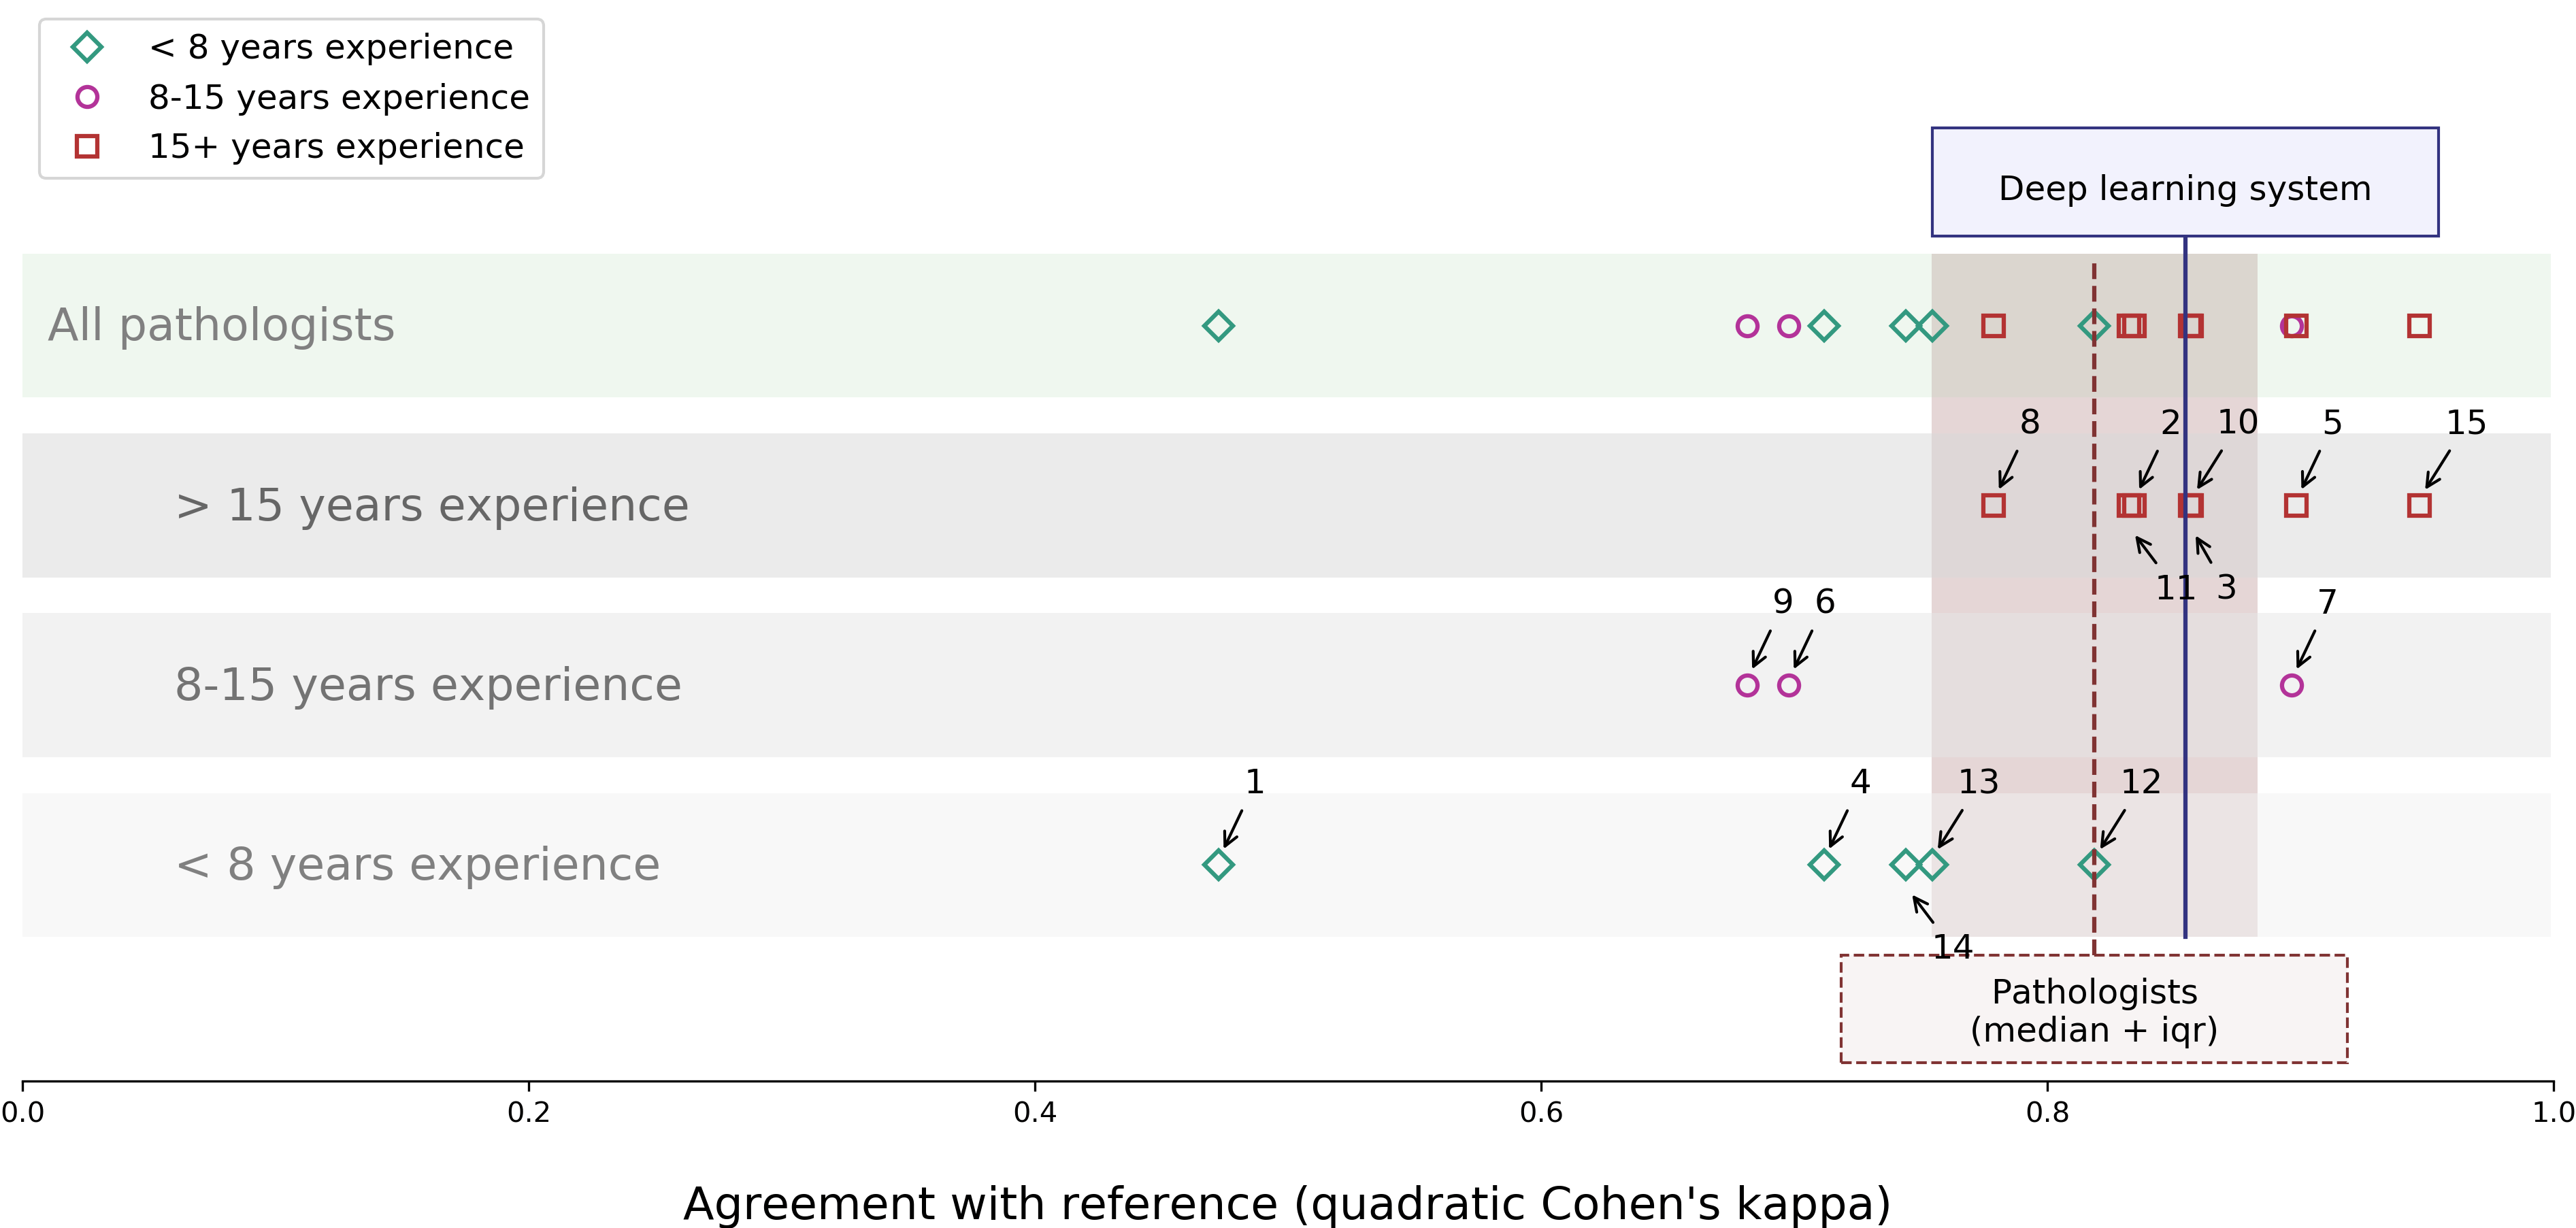 < 8 years experience
8-15 years experience
15+ years experience
Deep learning system
All pathologists
8 2 10 5 15
> 15 years experience
11 3
9 6 7
8-15 years experience
1 4 13 12
< 8 years experience
14
Pathologists
(median + iqr)
0.0 0.2 0.4 0.6 0.8 1.0
Agreement with reference (quadratic Cohen's kappa)